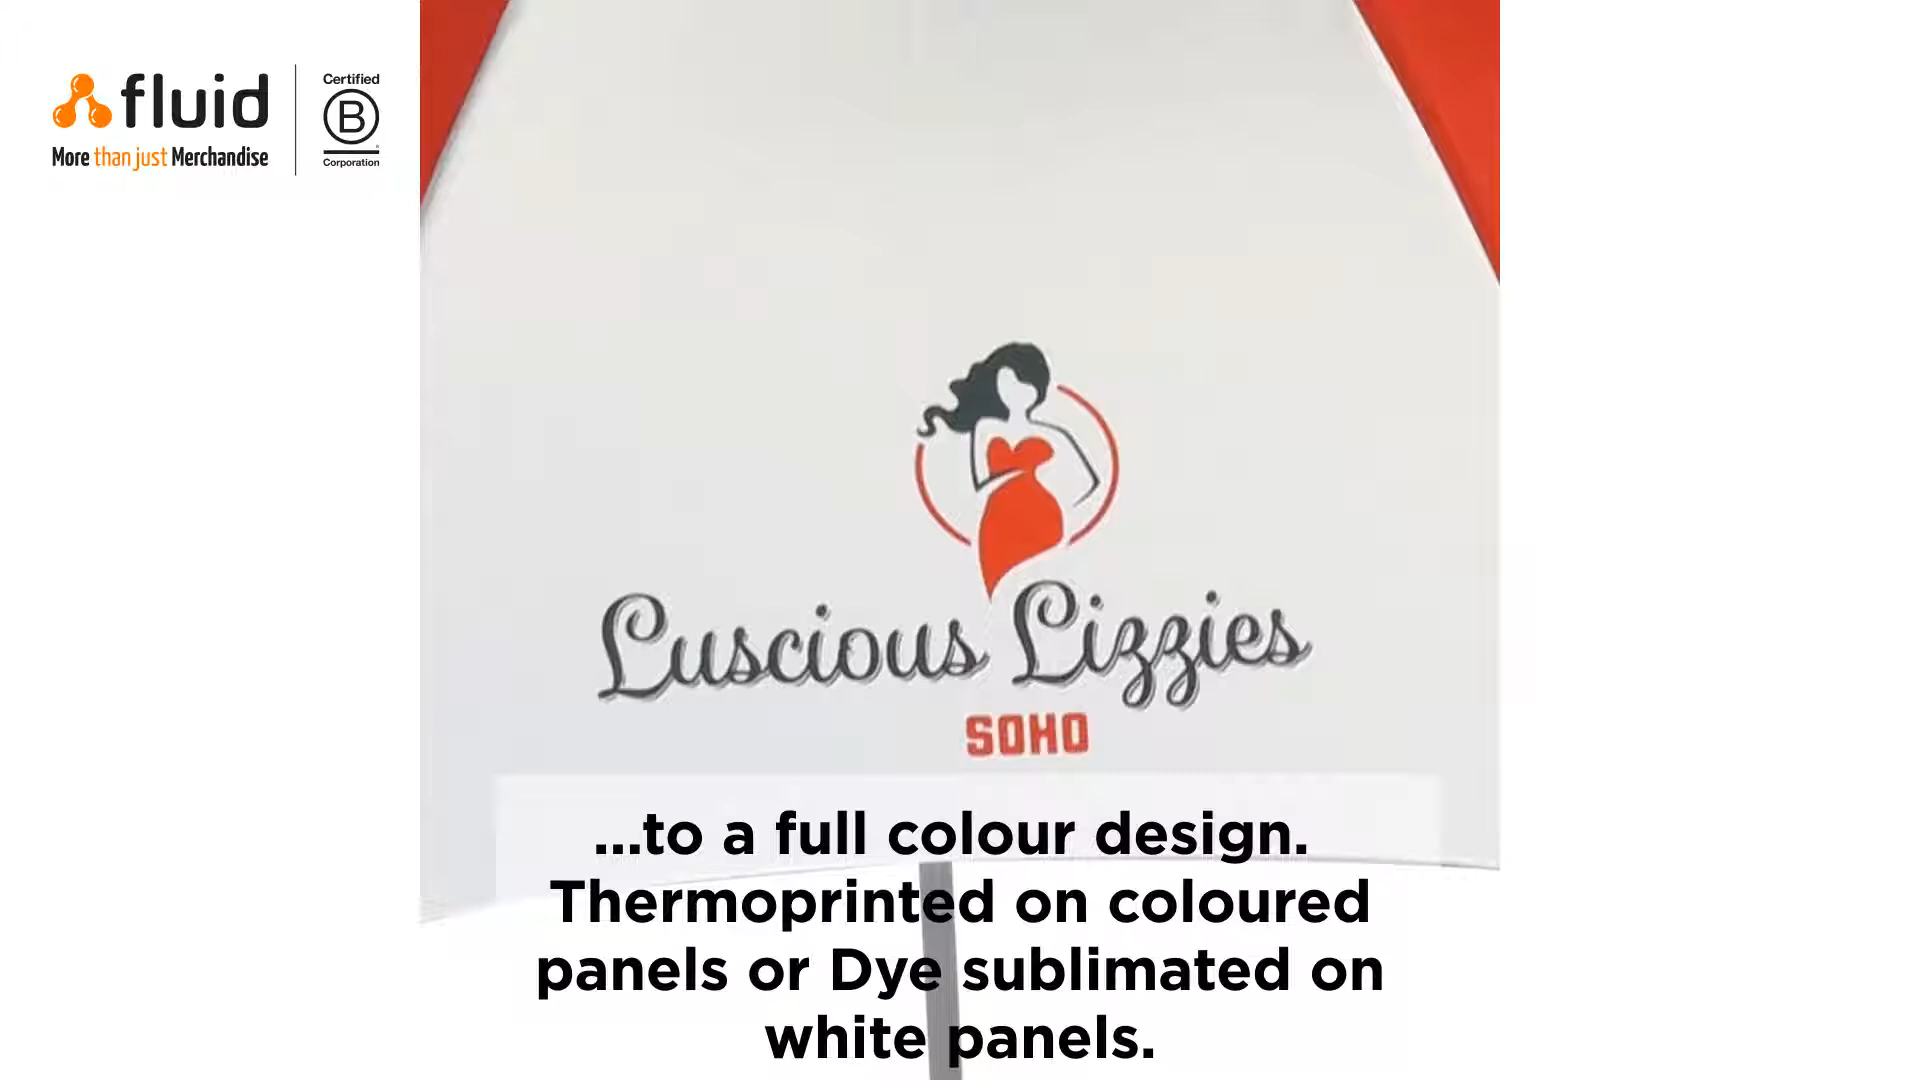 fluid
More than just Merchandise
Certified
B
Corporation
Luscious Lizzies
SOHO
...to a full colour design.
Thermoprinted on coloured
panels or Dye sublimated on
white panels.